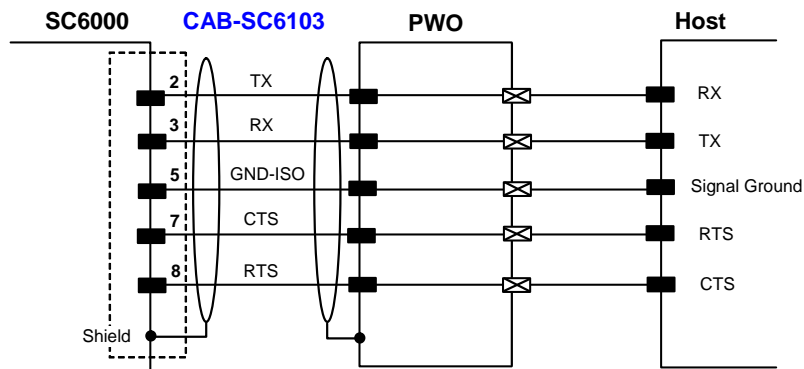 SC6000 CAB-SC6103 PWO Host
2 TX RX
3 RX TX
5 GND-ISO Signal Ground
7 CTS RTS
8 RTS CTS
Shield